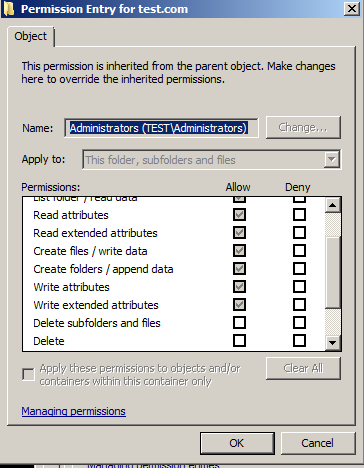 Permission Entry for test.com
Object
This permission is inherited from the parent object. Make changes
here to override the inherited permissions.
Name: Administrators (TEST\Administrators) Change...
Apply to: This folder, subfolders and files
Permissions: Allow Deny
List folder / read data
Read attributes
Read extended attributes
Create files / write data
Create folders / append data
Write attributes
Write extended attributes
Delete subfolders and files
Delete
Apply these permissions to objects and/or
containers within this container only
Clear All
Managing permissions
OK Cancel
Managing permission entries